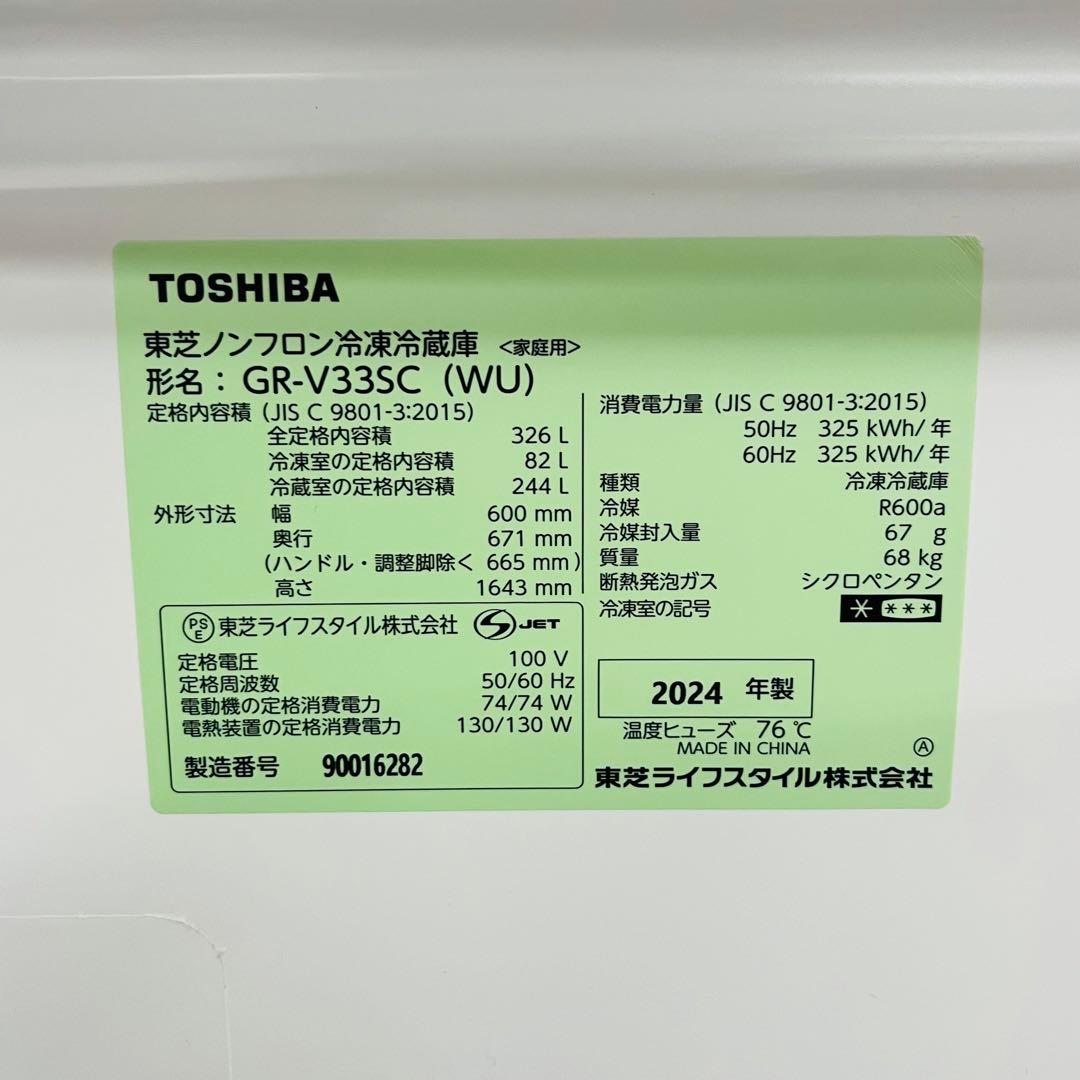 TOSHIBA
東芝ノンフロン冷凍冷蔵庫 <家庭用>
形名: GR-V33SC (WU)
定格内容積 (JIS C 9801-3:2015)
全定格内容積 326 L
冷凍室の定格内容積 82 L
冷蔵室の定格内容積 244 L
外形寸法 幅 600 mm
奥行 671 mm
(ハンドル・調整脚除く 665 mm)
高さ 1643 mm
消費電力量 (JIS C 9801-3:2015)
50Hz 325 kWh/年
60Hz 325 kWh/年
種類 冷凍冷蔵庫
冷媒 R600a
冷媒封入量 67 g
質量 68 kg
断熱発泡ガス シクロペンタン
冷凍室の記号 * ***
PSE 東芝ライフスタイル株式会社 S JET
定格電圧 100 V
定格周波数 50/60 Hz
電動機の定格消費電力 74/74 W
電熱装置の定格消費電力 130/130 W
製造番号 90016282
2024 年製
温度ヒューズ 76℃
MADE IN CHINA Ⓐ
東芝ライフスタイル株式会社